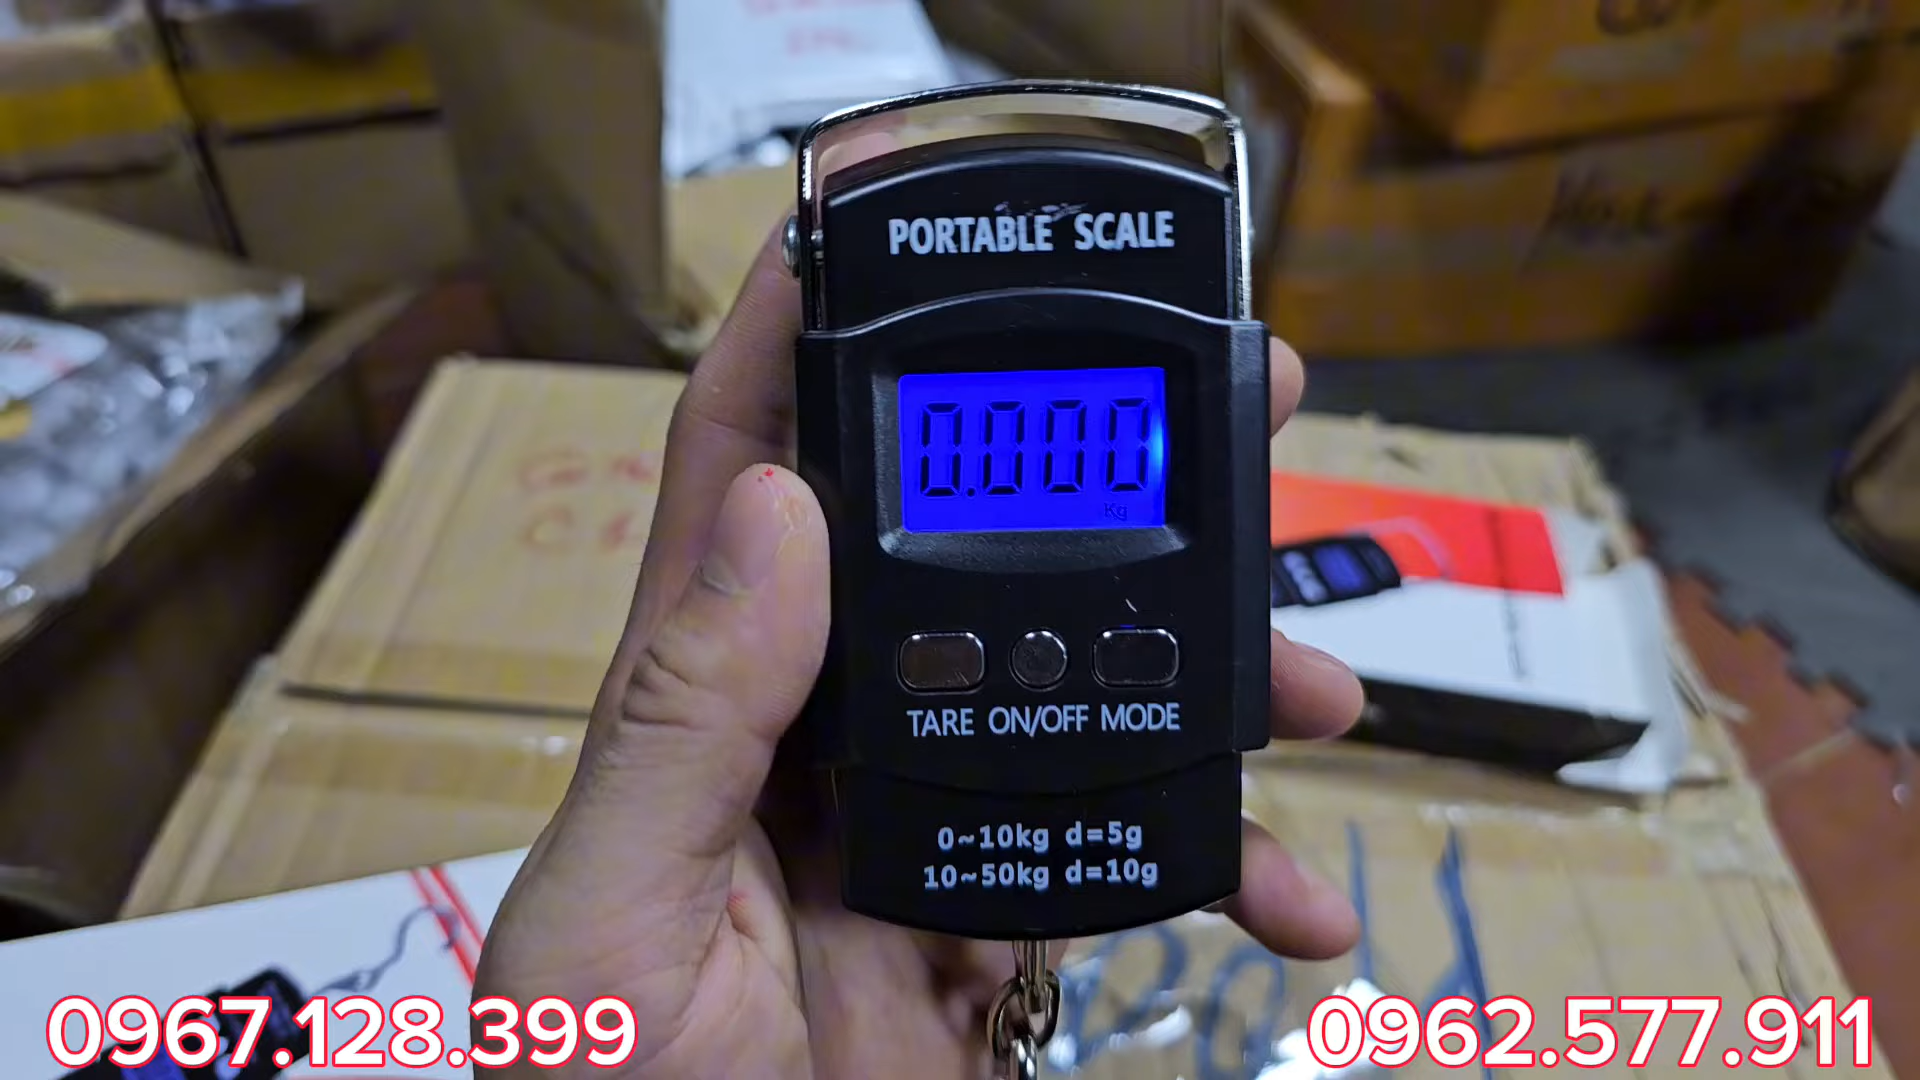 PORTABLE SCALE
0.000
Kg
TARE ON/OFF MODE
0~10kg d=5g
10~50kg d=10g
0967.128.399
0962.577.911